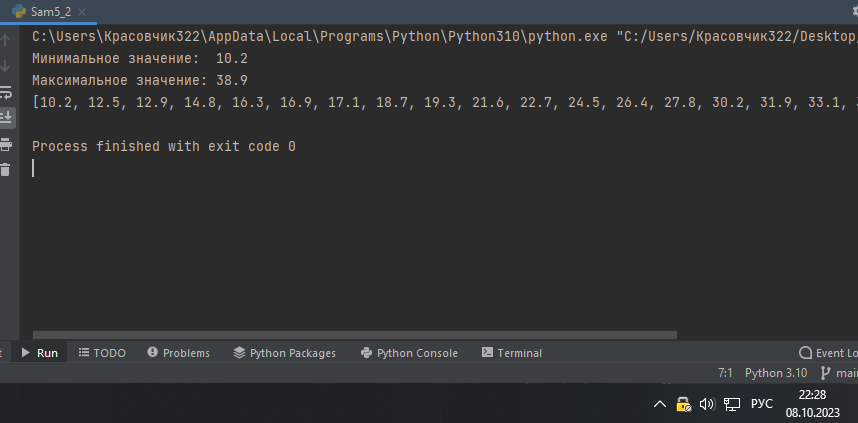 Sam5_2
C:\Users\Красовчик322\AppData\Local\Programs\Python\Python310\python.exe "C:/Users/Красовчик322/Desktop/
Минимальное значение:  10.2
Максимальное значение: 38.9
[10.2, 12.5, 12.9, 14.8, 16.3, 16.9, 17.1, 18.7, 19.3, 21.6, 22.7, 24.5, 26.4, 27.8, 30.2, 31.9, 33.1,
Process finished with exit code 0
Run TODO Problems Python Packages Python Console Terminal Event Lo
7:1 Python 3.10 main
РУС 22:28
08.10.2023